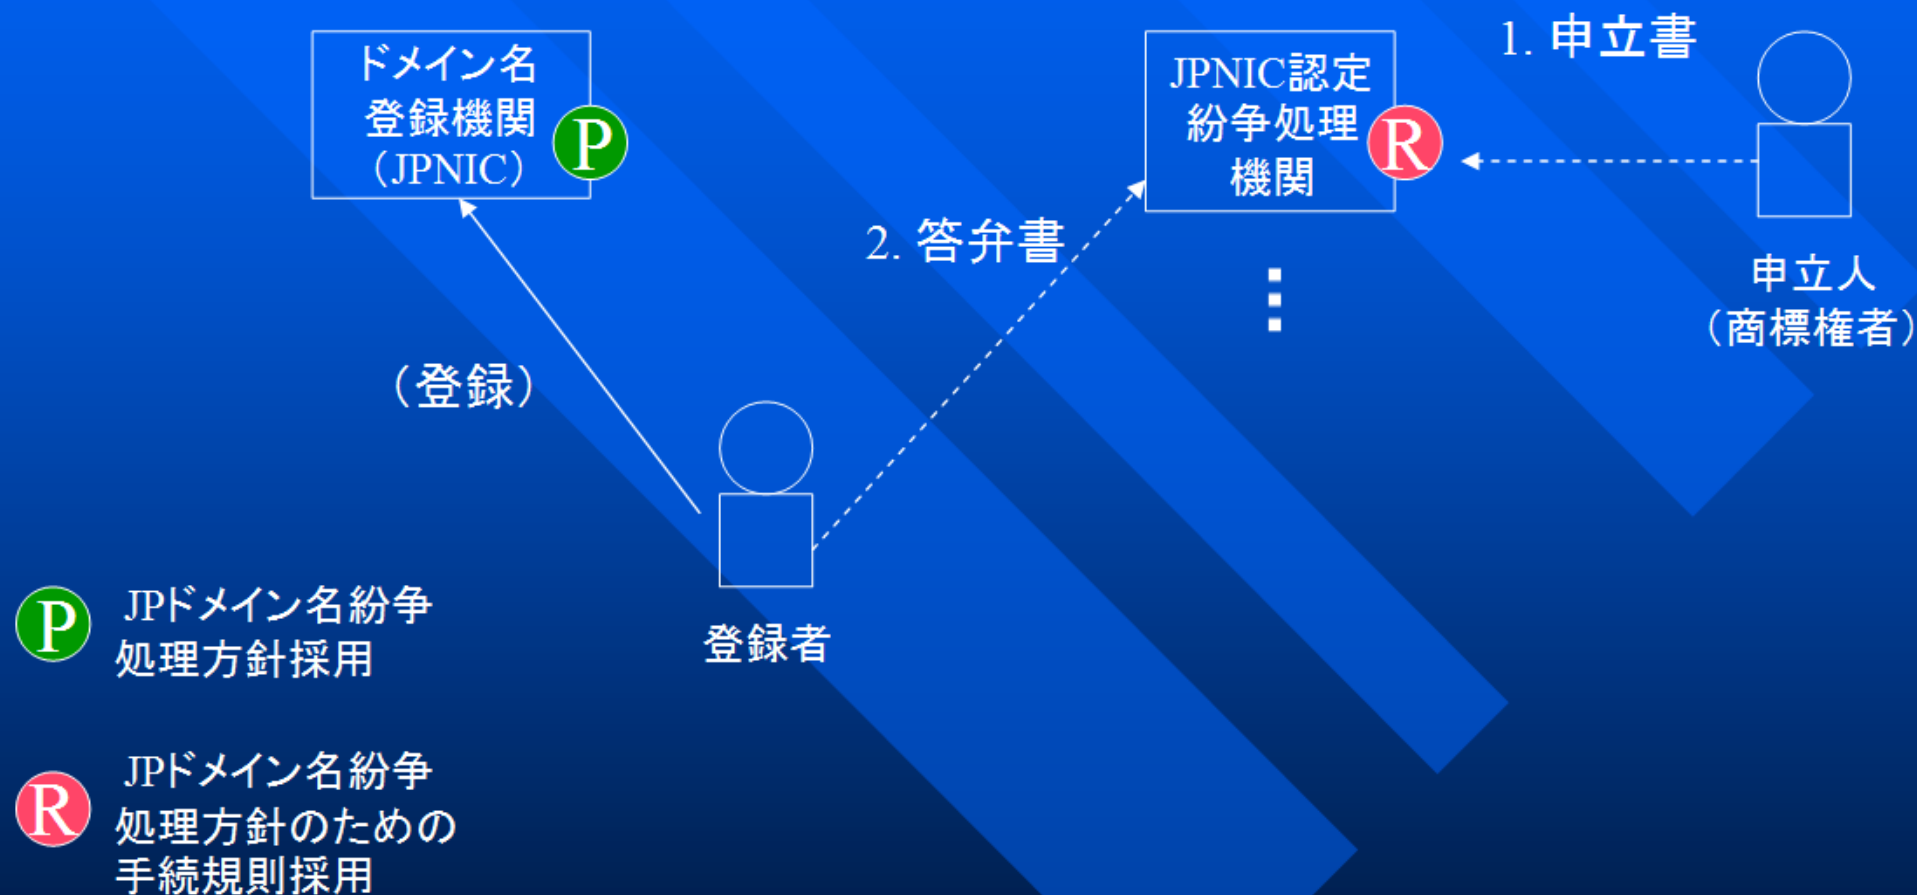 ドメイン名
登録機関
（JPNIC）
P
JPNIC認定
紛争処理
機関
R
1. 申立書
申立人
（商標権者）
2. 答弁書
（登録）
登録者
P
JPドメイン名紛争
処理方針採用
R
JPドメイン名紛争
処理方針のための
手続規則採用